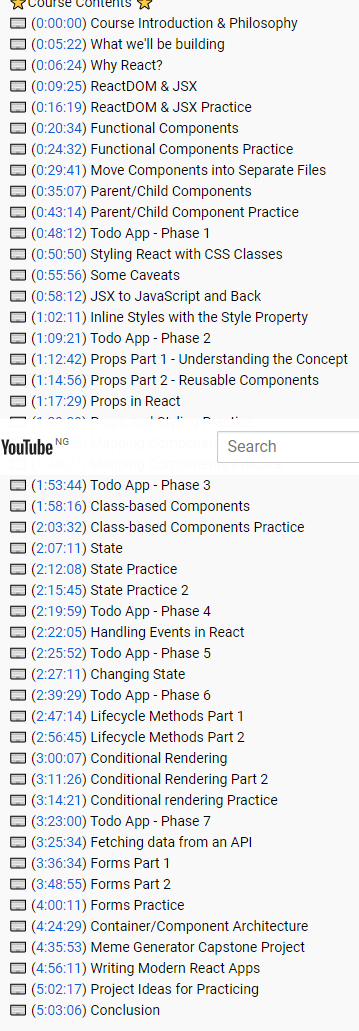 Course Contents
(0:00:00) Course Introduction & Philosophy
(0:05:22) What we'll be building
(0:06:24) Why React?
(0:09:25) ReactDOM & JSX
(0:16:19) ReactDOM & JSX Practice
(0:20:34) Functional Components
(0:24:32) Functional Components Practice
(0:29:41) Move Components into Separate Files
(0:35:07) Parent/Child Components
(0:43:14) Parent/Child Component Practice
(0:48:12) Todo App - Phase 1
(0:50:50) Styling React with CSS Classes
(0:55:56) Some Caveats
(0:58:12) JSX to JavaScript and Back
(1:02:11) Inline Styles with the Style Property
(1:09:21) Todo App - Phase 2
(1:12:42) Props Part 1 - Understanding the Concept
(1:14:56) Props Part 2 - Reusable Components
(1:17:29) Props in React
YouTube NG
Search
(1:53:44) Todo App - Phase 3
(1:58:16) Class-based Components
(2:03:32) Class-based Components Practice
(2:07:11) State
(2:12:08) State Practice
(2:15:45) State Practice 2
(2:19:59) Todo App - Phase 4
(2:22:05) Handling Events in React
(2:25:52) Todo App - Phase 5
(2:27:11) Changing State
(2:39:29) Todo App - Phase 6
(2:47:14) Lifecycle Methods Part 1
(2:56:45) Lifecycle Methods Part 2
(3:00:07) Conditional Rendering
(3:11:26) Conditional Rendering Part 2
(3:14:21) Conditional rendering Practice
(3:23:00) Todo App - Phase 7
(3:25:34) Fetching data from an API
(3:36:34) Forms Part 1
(3:48:55) Forms Part 2
(4:00:11) Forms Practice
(4:24:29) Container/Component Architecture
(4:35:53) Meme Generator Capstone Project
(4:56:11) Writing Modern React Apps
(5:02:17) Project Ideas for Practicing
(5:03:06) Conclusion